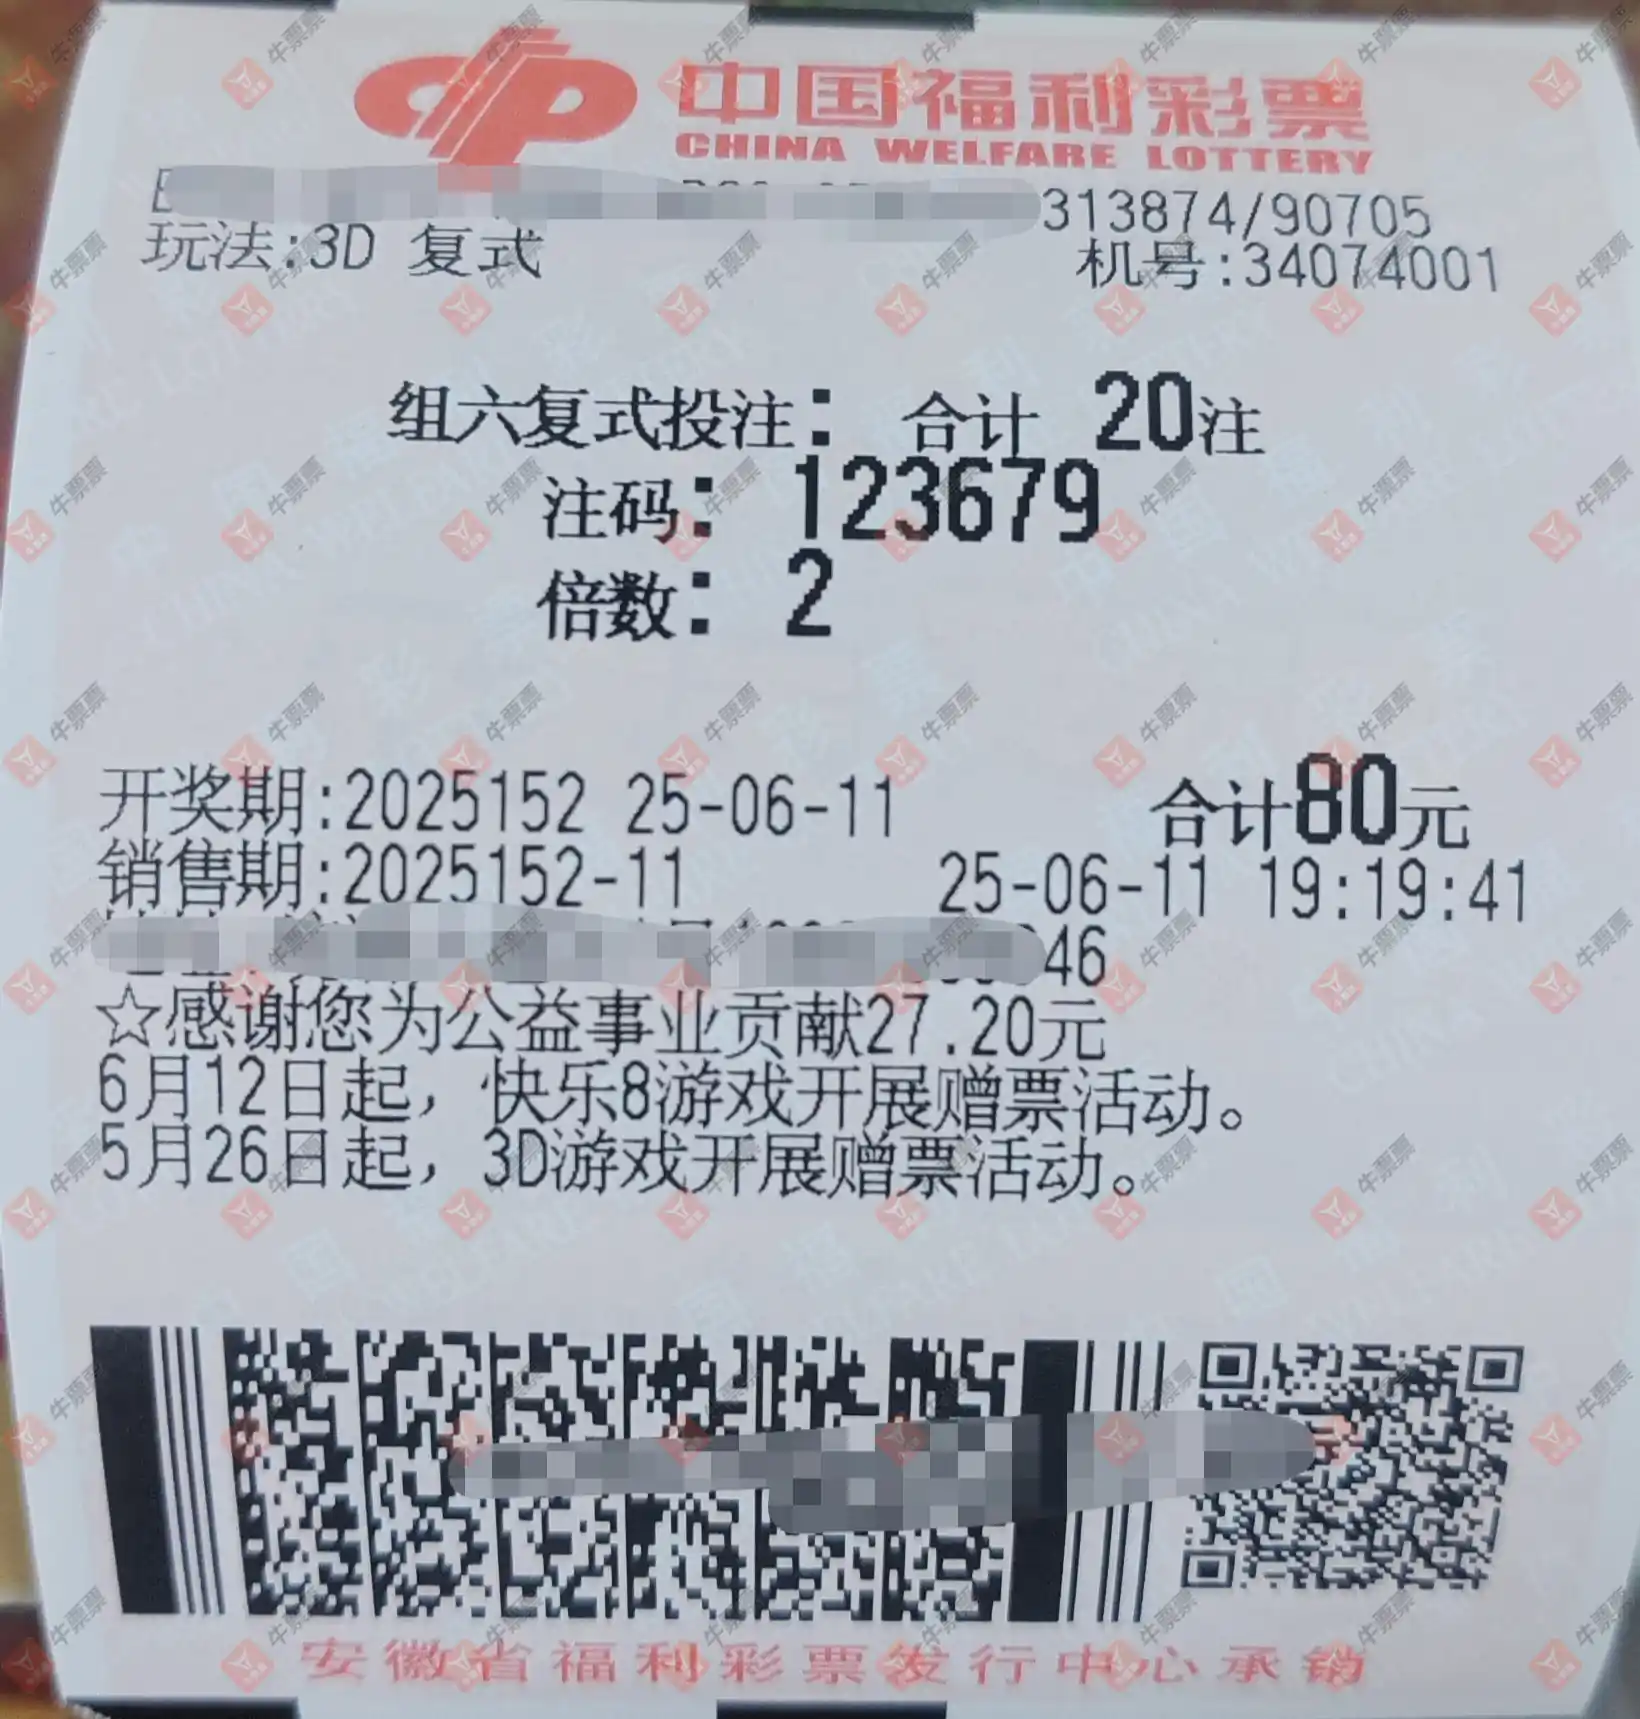 中国福利彩票
CHINA WELFARE LOTTERY
313874/90705
玩法:3D 复式 机号:34074001
组六复式投注: 合计 20注
注码: 123679
倍数: 2
开奖期:2025152 25-06-11 合计80元
销售期:2025152-11 25-06-11 19:19:41
46
☆感谢您为公益事业贡献27.20元
6月12日起，快乐8游戏开展赠票活动。
5月26日起，3D游戏开展赠票活动。
安徽省福利彩票发行中心承销
牛票票